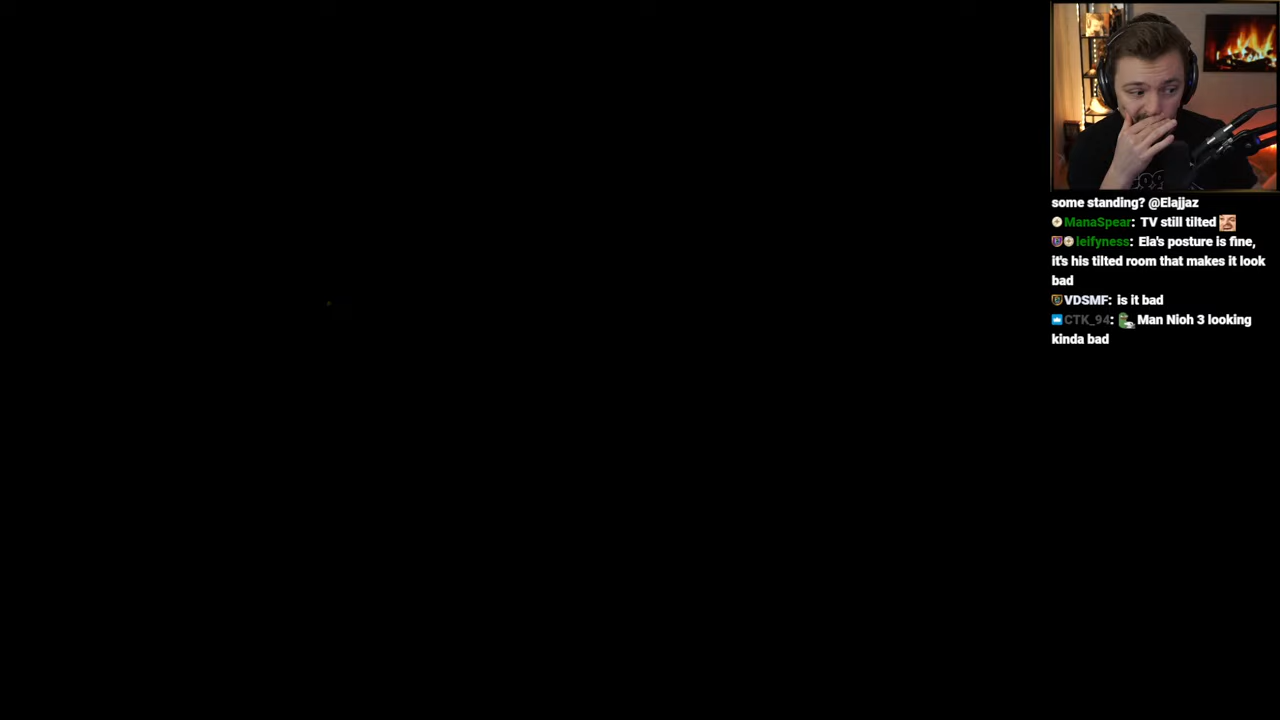 some standing? @Elajjaz
ManaSpear: TV still tilted
leifyness: Ela's posture is fine,
it's his tilted room that makes it look
bad
VDSMF: is it bad
CTK_94: Man Nioh 3 looking
kinda bad